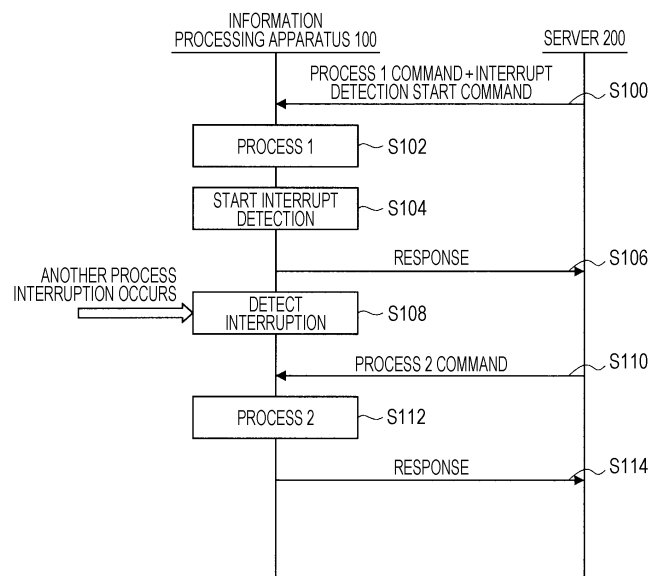 INFORMATION
PROCESSING APPARATUS 100
SERVER 200
PROCESS 1 COMMAND+INTERRUPT
DETECTION START COMMAND
S100
PROCESS 1
S102
START INTERRUPT
DETECTION
S104
RESPONSE
S106
ANOTHER PROCESS
INTERRUPTION OCCURS
DETECT
INTERRUPTION
S108
PROCESS 2 COMMAND
S110
PROCESS 2
S112
RESPONSE
S114